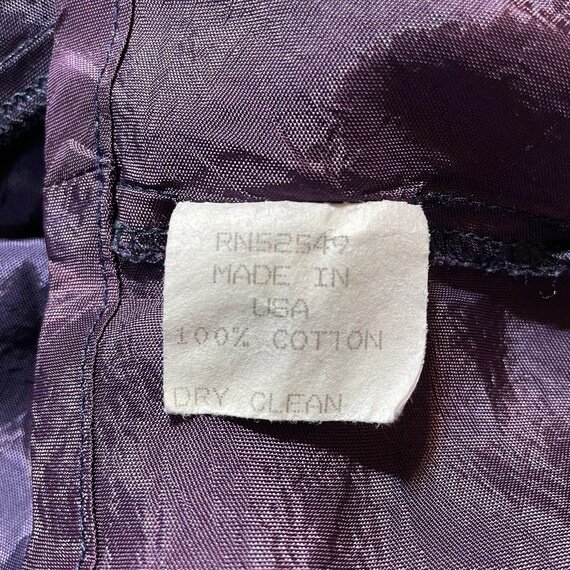 RN52549
MADE IN
USA
100% COTTON
DRY CLEAN